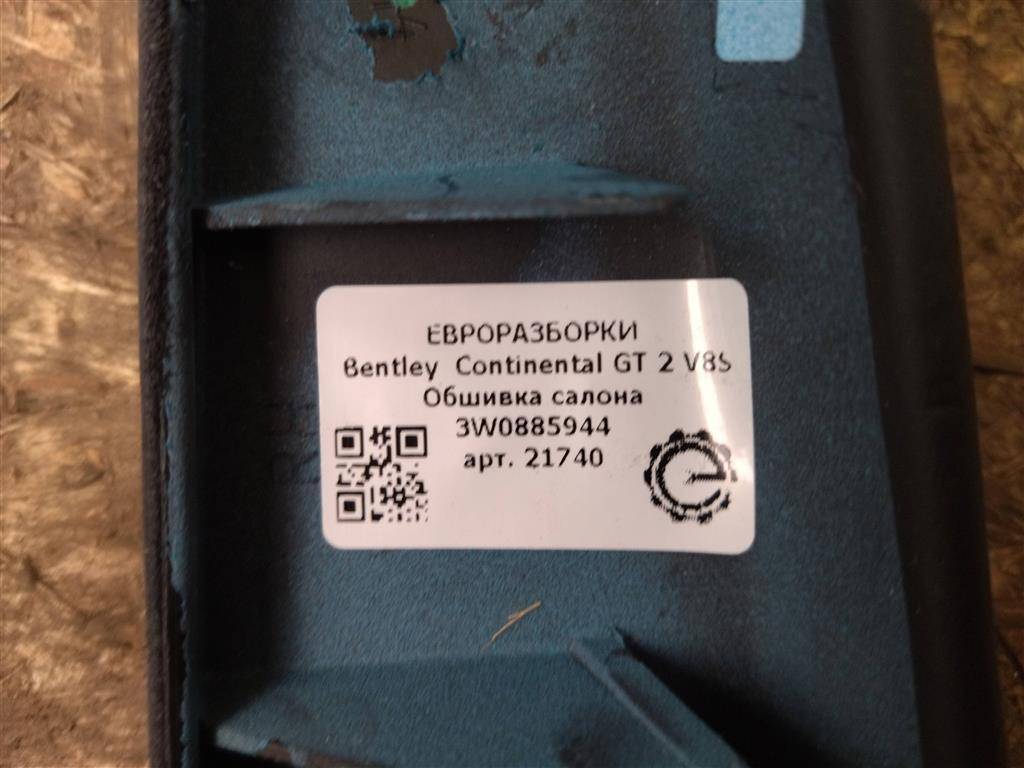 ЕВРОРАЗБОРКИ
Bentley Continental GT 2 V8S
Обшивка салона
3W0885944
арт. 21740